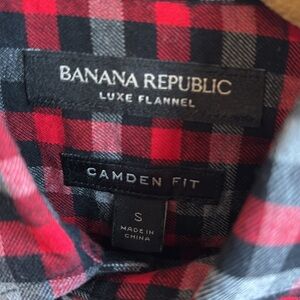 BANANA REPUBLIC
LUXE FLANNEL
CAMDEN FIT
S
MADE IN
CHINA